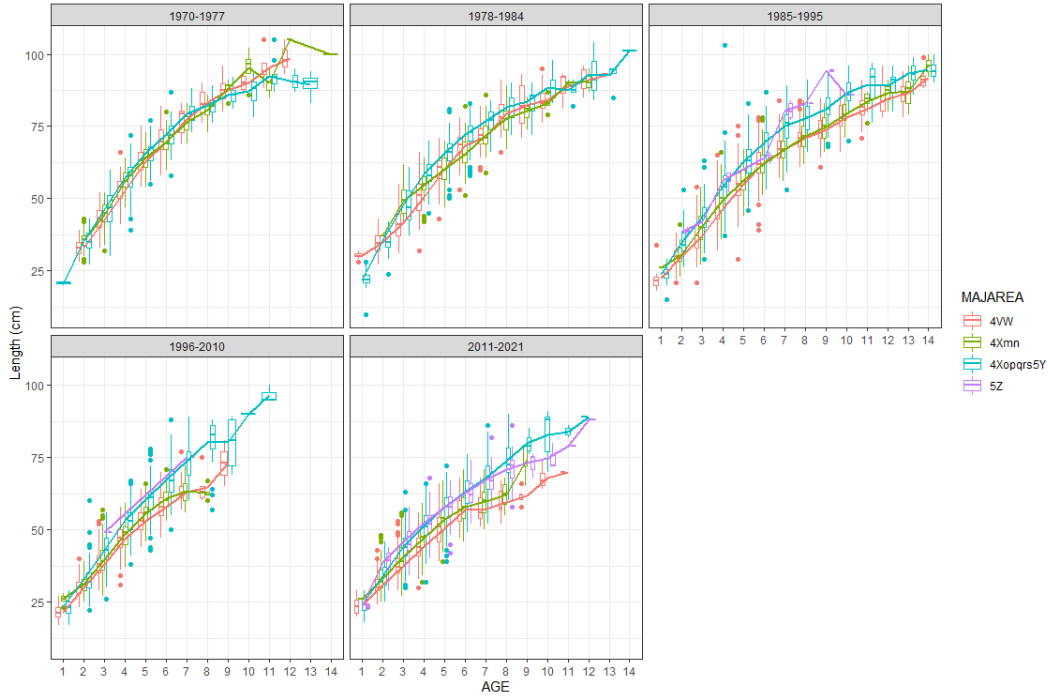 1970-1977
1978-1984
1985-1995
100
75
50
25
1 2 3 4 5 6 7 8 9 10 11 12 13 14
1996-2010
2011-2021
100
75
50
25
1 2 3 4 5 6 7 8 9 10 11 12 13 14
1 2 3 4 5 6 7 8 9 10 11 12 13 14
Length (cm)
AGE
MAJAREA
4VW
4Xmn
4Xopqrs5Y
5Z